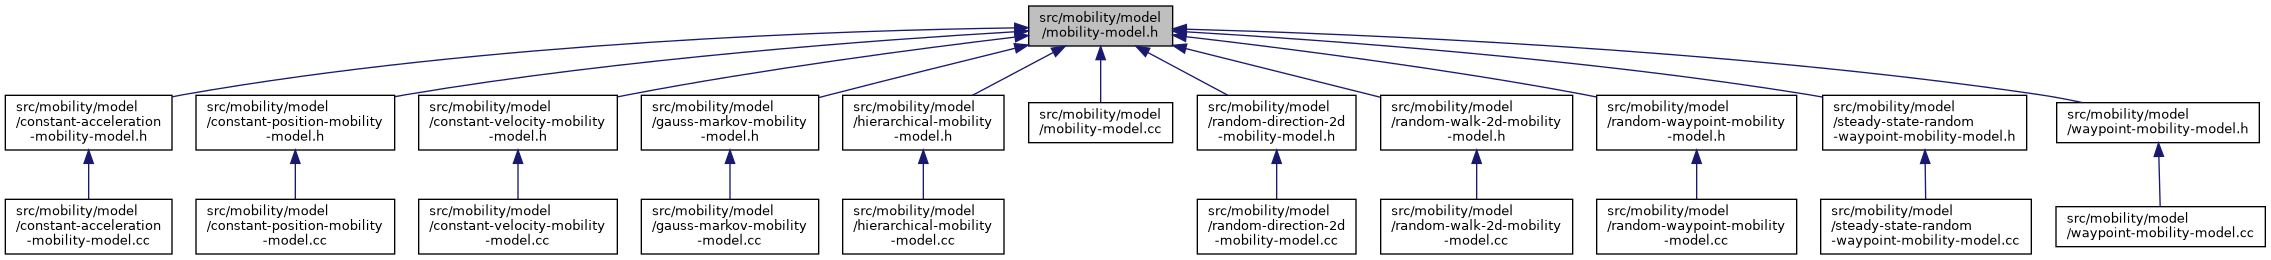 src/mobility/model
/mobility-model.h
src/mobility/model
/constant-acceleration
-mobility-model.h
src/mobility/model
/constant-position-mobility
-model.h
src/mobility/model
/constant-velocity-mobility
-model.h
src/mobility/model
/gauss-markov-mobility
-model.h
src/mobility/model
/hierarchical-mobility
-model.h
src/mobility/model
/mobility-model.cc
src/mobility/model
/random-direction-2d
-mobility-model.h
src/mobility/model
/random-walk-2d-mobility
-model.h
src/mobility/model
/random-waypoint-mobility
-model.h
src/mobility/model
/steady-state-random
-waypoint-mobility-model.h
src/mobility/model
/waypoint-mobility-model.h
src/mobility/model
/constant-acceleration
-mobility-model.cc
src/mobility/model
/constant-position-mobility
-model.cc
src/mobility/model
/constant-velocity-mobility
-model.cc
src/mobility/model
/gauss-markov-mobility
-model.cc
src/mobility/model
/hierarchical-mobility
-model.cc
src/mobility/model
/random-direction-2d
-mobility-model.cc
src/mobility/model
/random-walk-2d-mobility
-model.cc
src/mobility/model
/random-waypoint-mobility
-model.cc
src/mobility/model
/steady-state-random
-waypoint-mobility-model.cc
src/mobility/model
/waypoint-mobility-model.cc